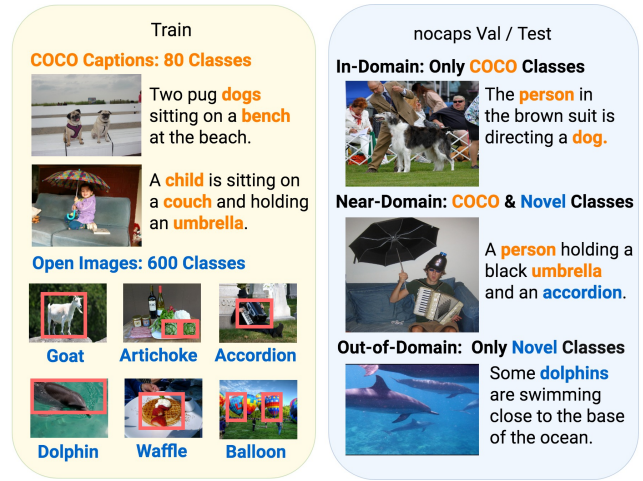 Train
COCO Captions: 80 Classes
Two pug dogs
sitting on a bench
at the beach.
A child is sitting on
a couch and holding
an umbrella.
Open Images: 600 Classes
Goat
Artichoke
Accordion
Dolphin
Waffle
Balloon
nocaps Val / Test
In-Domain: Only COCO Classes
The person in
the brown suit is
directing a dog.
Near-Domain: COCO & Novel Classes
A person holding a
black umbrella
and an accordion.
Out-of-Domain: Only Novel Classes
Some dolphins
are swimming
close to the base
of the ocean.